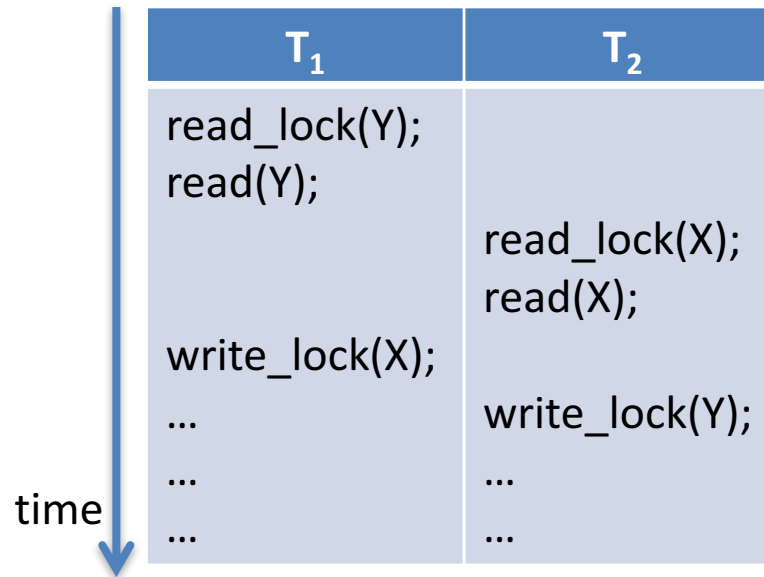 T₁ T₂
read_lock(Y);
read(Y);
read_lock(X);
read(X);
write_lock(X);
... write_lock(Y);
... ...
time
... ...